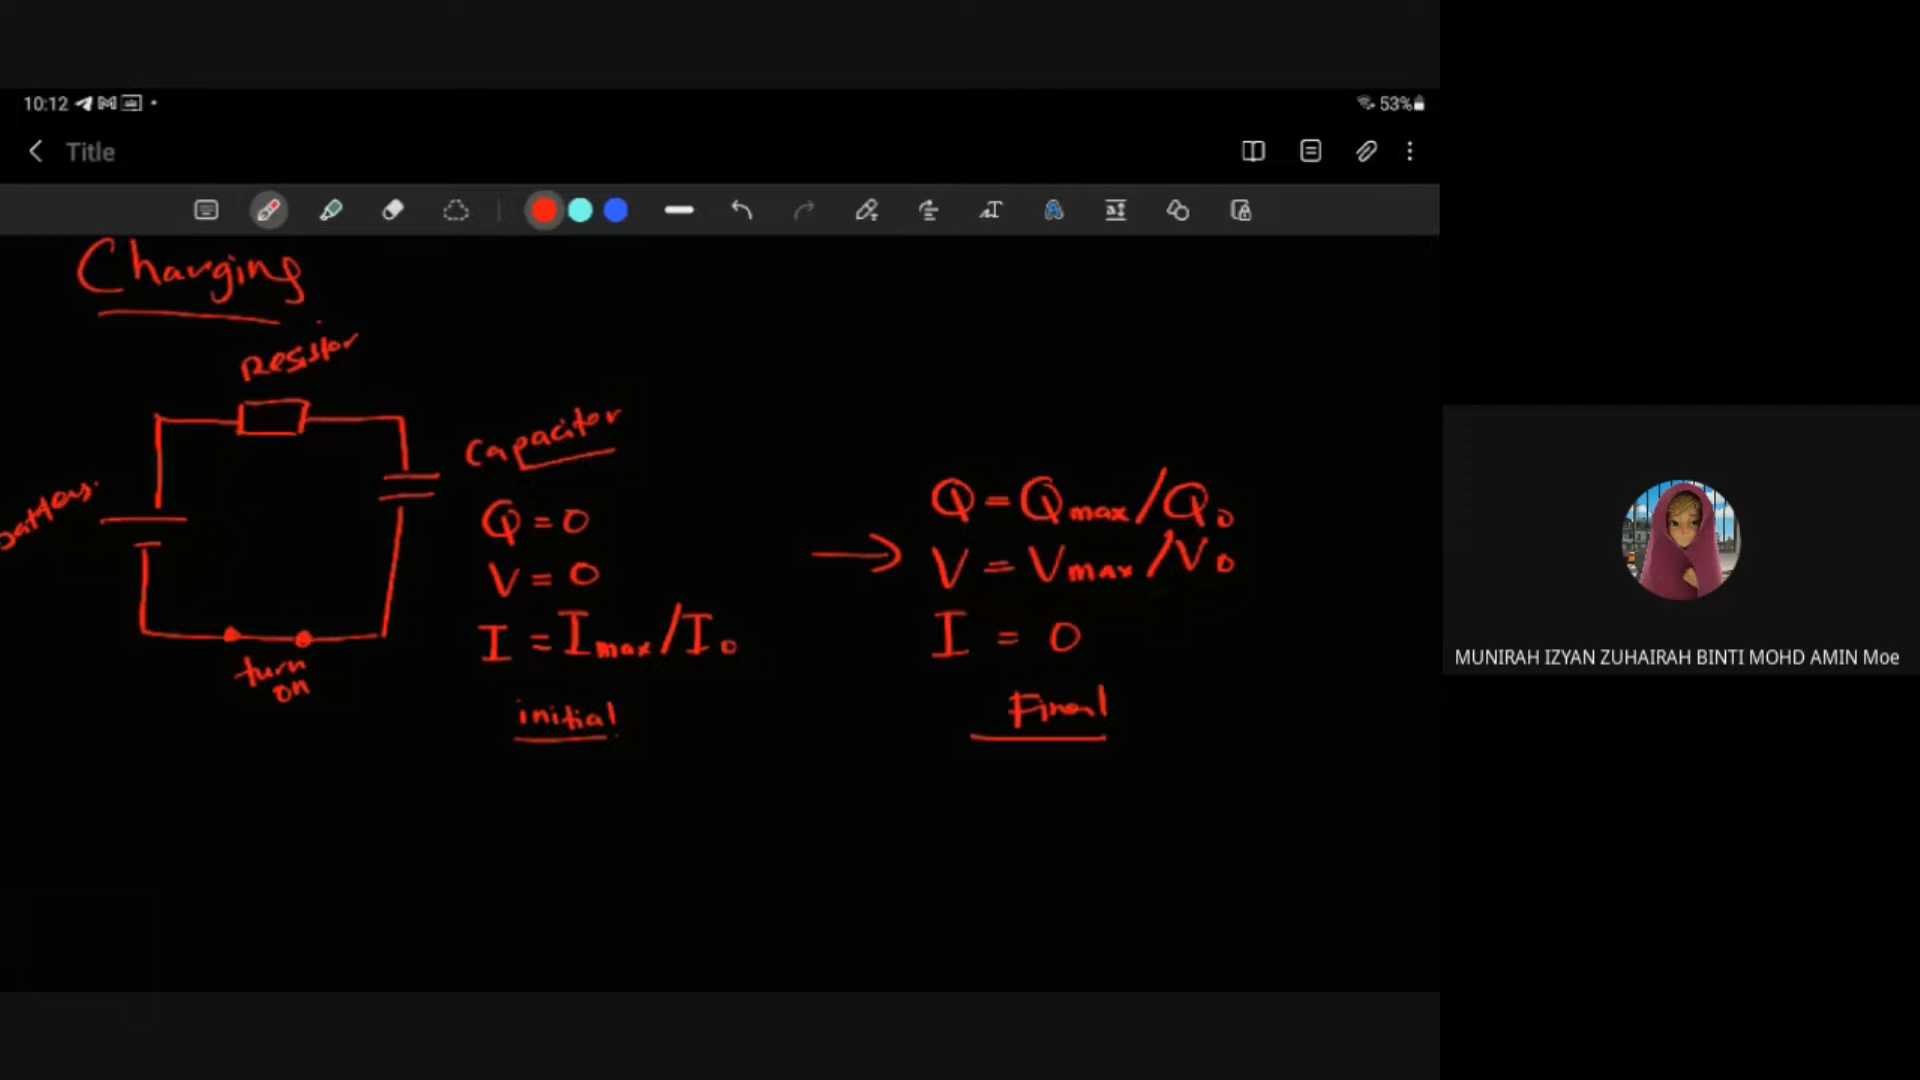 10:12
53%
Title
Charging
Resistor
Capacitor
Q = 0
V = 0
I = Imax/I0
initial
turn
on
Q = Qmax/Q0
V = Vmax/V0
I = 0
Final
MUNIRAH IZYAN ZUHAIRAH BINTI MOHD AMIN Moe